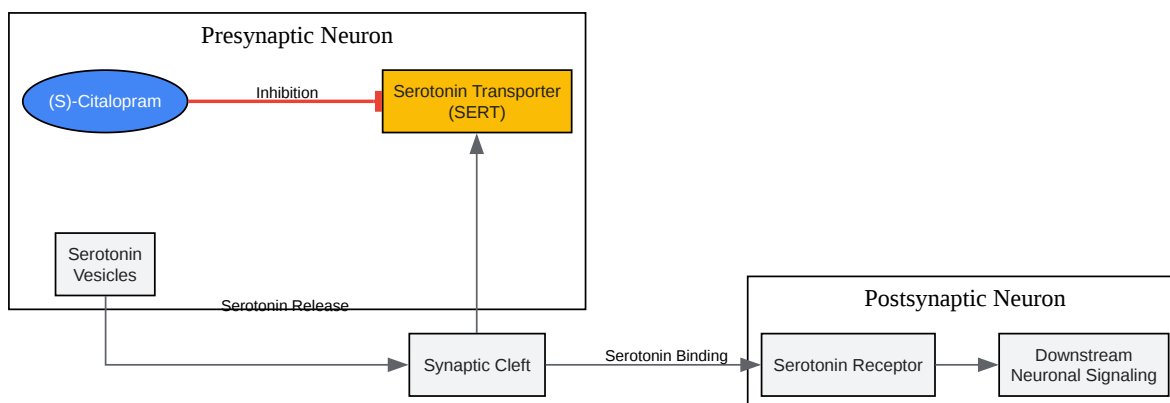 Presynaptic Neuron
(S)-Citalopram
Inhibition
Serotonin Transporter
(SERT)
Serotonin
Vesicles
Serotonin Release
Synaptic Cleft
Serotonin Binding
Postsynaptic Neuron
Serotonin Receptor
Downstream
Neuronal Signaling